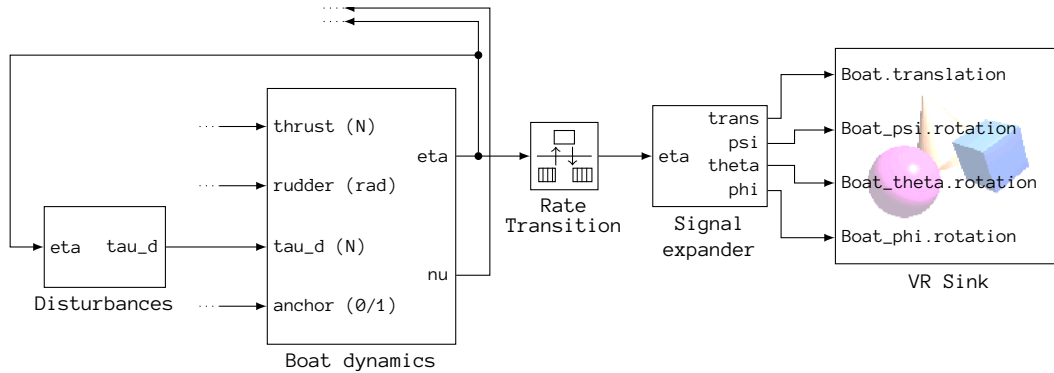 eta
tau_d
Disturbances
thrust (N)
rudder (rad)
tau_d (N)
anchor (0/1)
eta
nu
Boat dynamics
Rate
Transition
eta
trans
psi
theta
phi
Signal
expander
Boat.translation
Boat_psi.rotation
Boat_theta.rotation
Boat_phi.rotation
VR Sink